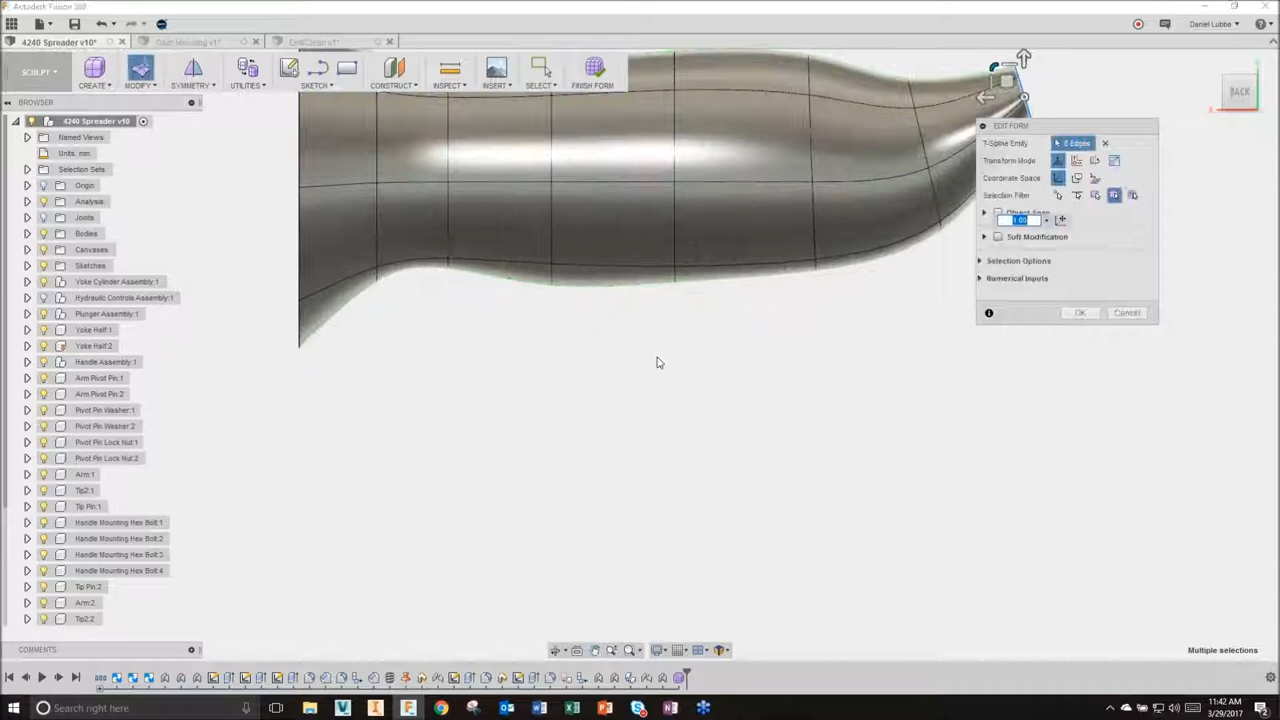 Autodesk Fusion 360
Daniel Lubbe
4240 Spreader v10*
DrillClean v1*
SCULPT
CREATE
MODIFY
SYMMETRY
UTILITIES
SKETCH
CONSTRUCT
INSPECT
INSERT
SELECT
FINISH FORM
BROWSER
4240 Spreader v10
Named Views
Units: mm
Selection Sets
Origin
Analysis
Joints
Bodies
Canvases
Sketches
Yoke Cylinder Assembly:1
Hydraulic Controls Assembly:1
Plunger Assembly:1
Yoke Half:1
Yoke Half:2
Handle Assembly:1
Arm Pivot Pin:1
Arm Pivot Pin:2
Pivot Pin Washer:1
Pivot Pin Washer:2
Pivot Pin Lock Nut:1
Pivot Pin Lock Nut:2
Arm:1
Tip2:1
Tip Pin:1
Handle Mounting Hex Bolt:1
Handle Mounting Hex Bolt:2
Handle Mounting Hex Bolt:3
Handle Mounting Hex Bolt:4
Tip Pin:2
Arm:2
Tip2:2
BACK
EDIT FORM
T-Spline Entity
Edges
Transform Mode
Coordinate Space
Selection Filter
Object Snap
1.00
Soft Modification
Selection Options
Numerical Inputs
OK
Cancel
COMMENTS
Multiple selections
Search right here
11:42 AM
3/29/2017